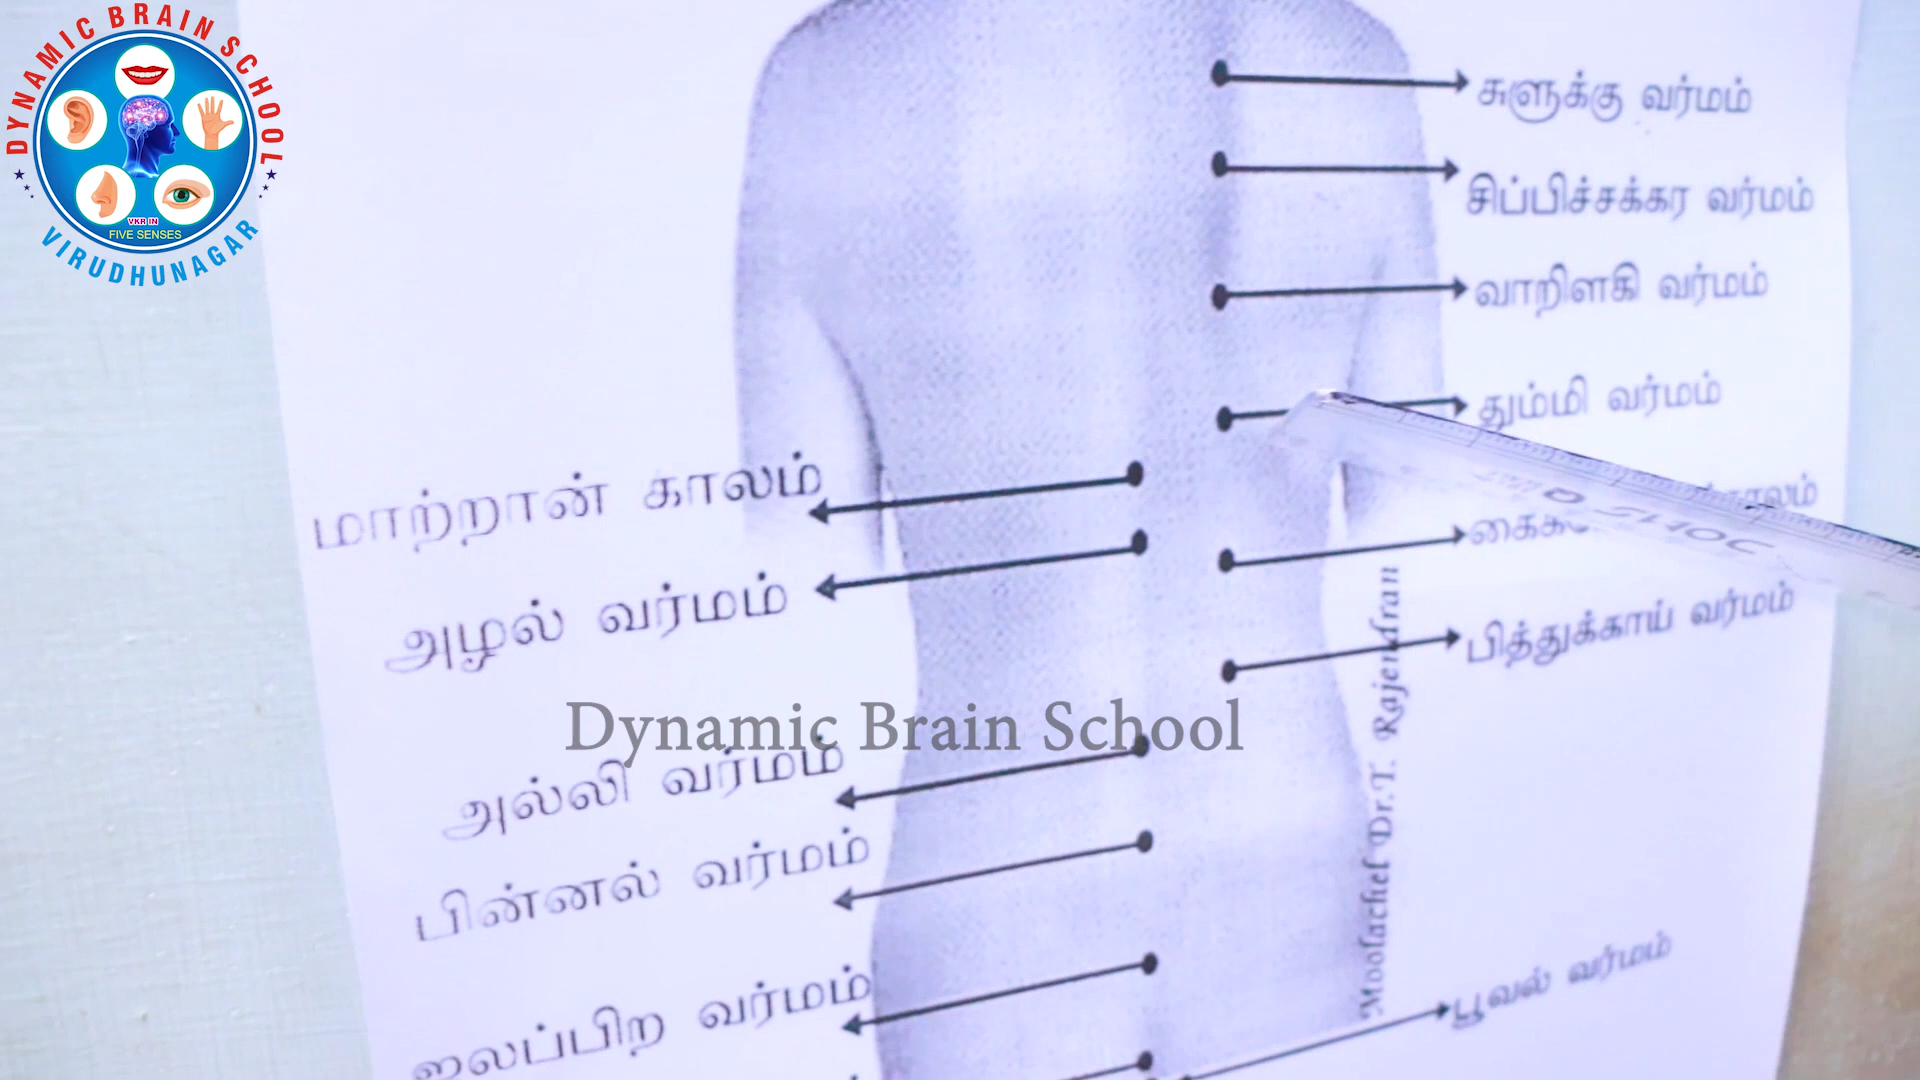 DYNAMIC BRAIN SCHOOL
VKR IN
FIVE SENSES
VIRUDHUNAGAR
சுளுக்கு வர்மம்
சிப்பிச்சக்கர வர்மம்
வாறிளகி வர்மம்
தும்மி வர்மம்
மாற்றான் காலம்
அழல் வர்மம்
பித்துக்காய் வர்மம்
Dynamic Brain School
அல்லி வர்மம்
பின்னல் வர்மம்
வர்மம்
பூவல் வர்மம்
Moolachel Dr.T. Rajendran